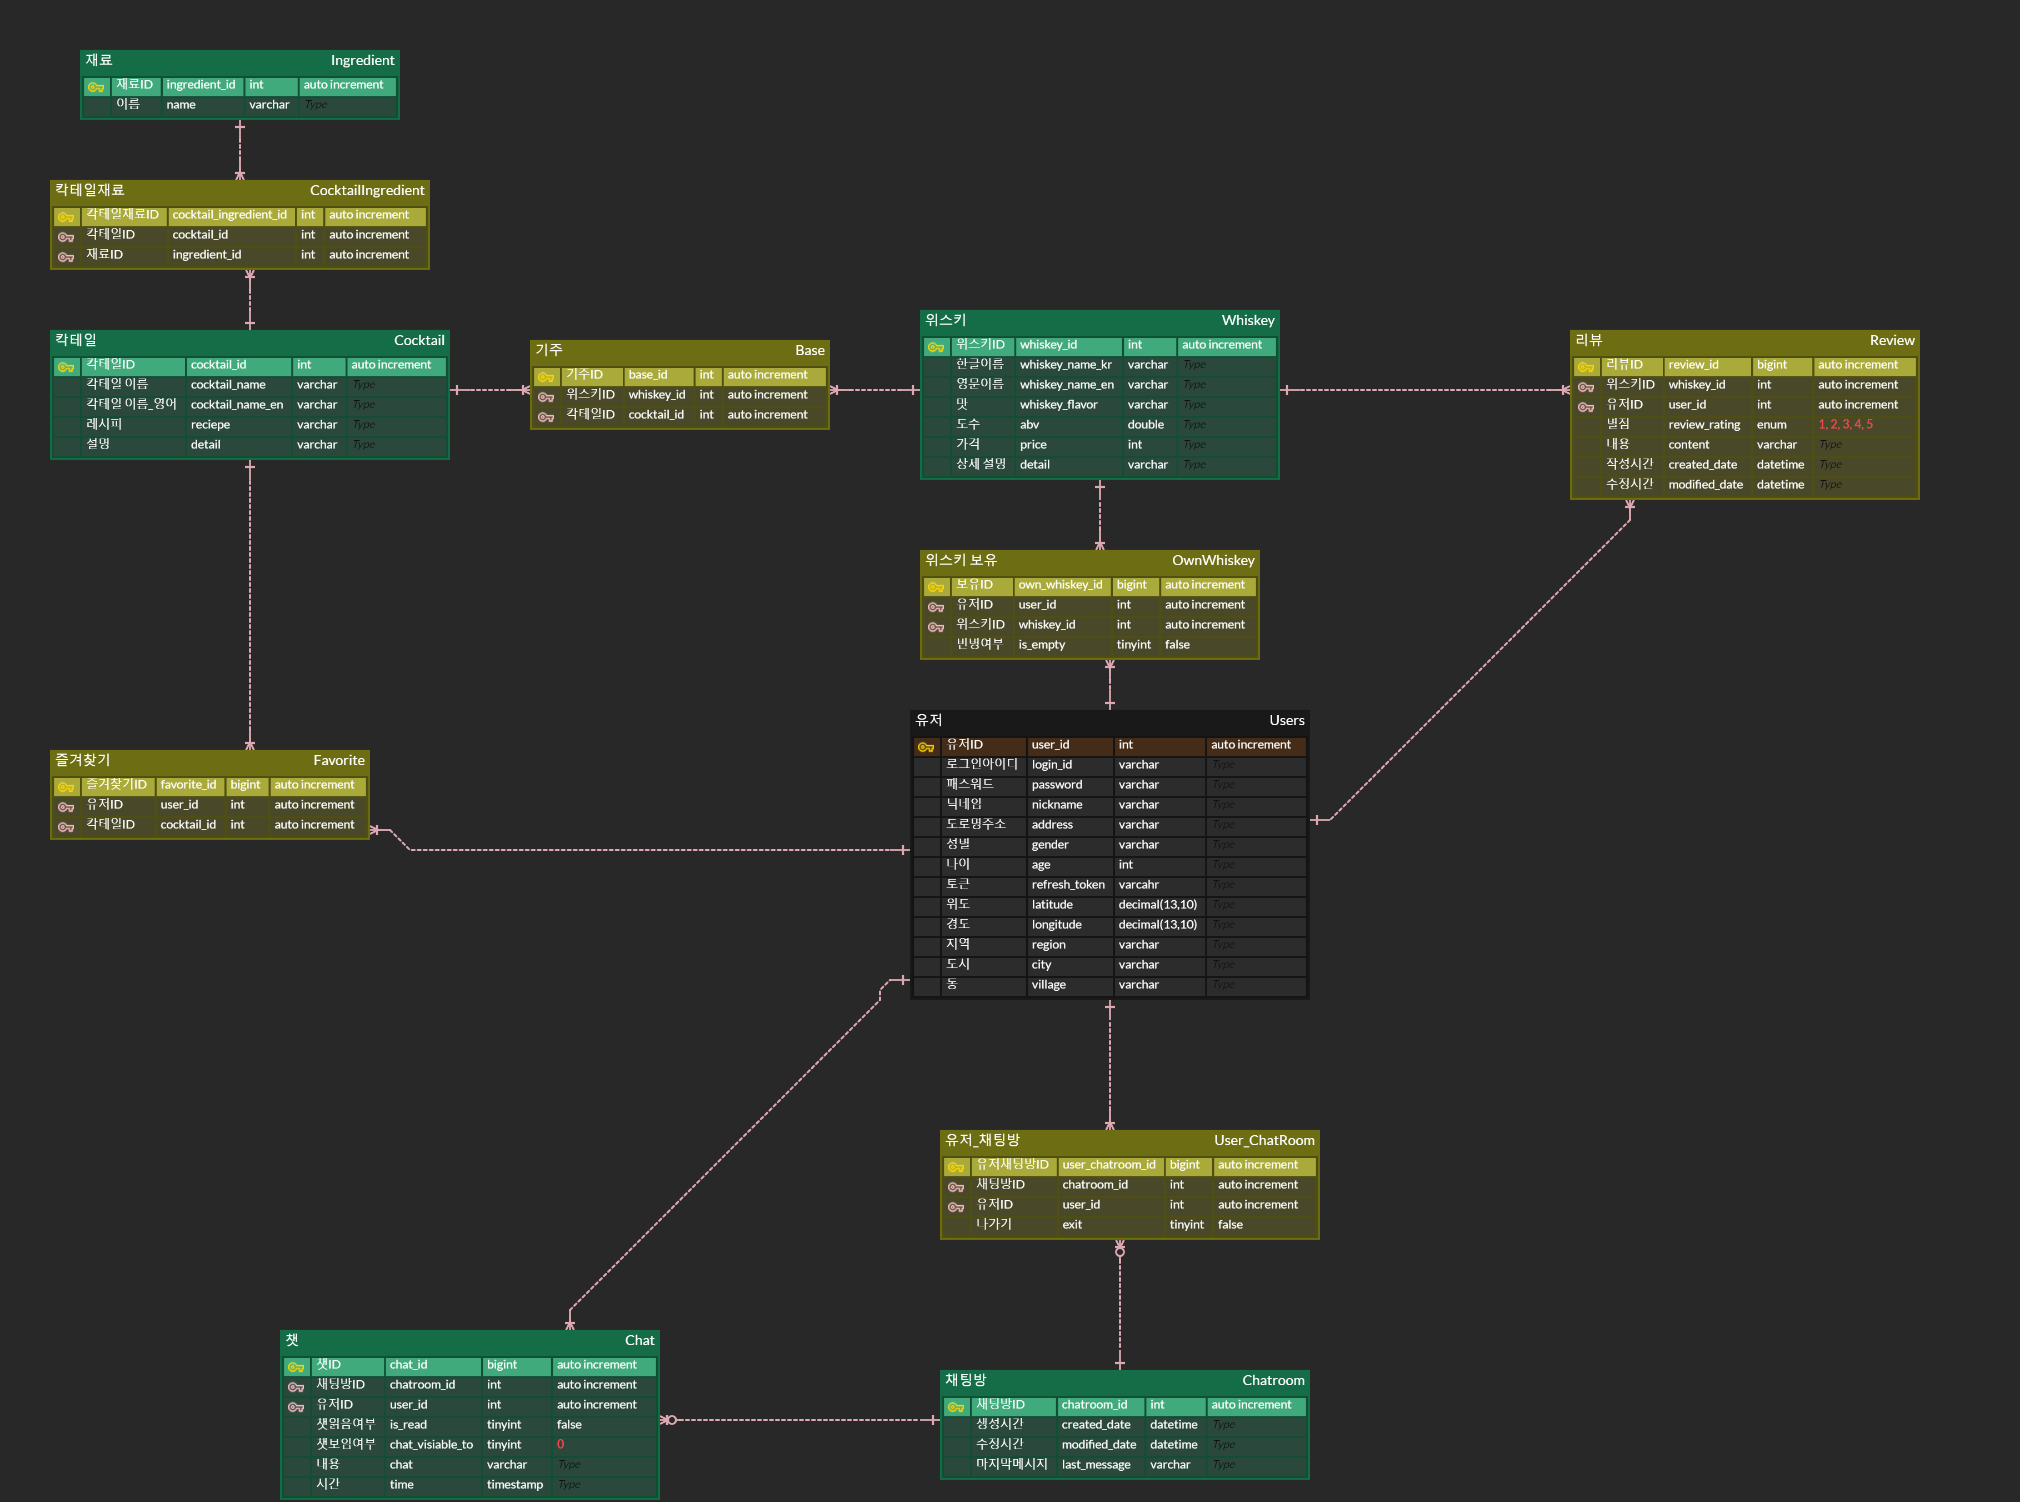 재료 Ingredient
재료ID ingredient_id int auto increment
이름 name varchar Type
칵테일재료 CocktailIngredient
칵테일재료ID cocktail_ingredient_id int auto increment
칵테일ID cocktail_id int auto increment
재료ID ingredient_id int auto increment
칵테일 Cocktail
칵테일ID cocktail_id int auto increment
칵테일 이름 cocktail_name varchar Type
칵테일 이름_영어 cocktail_name_en varchar Type
레시피 reciepe varchar Type
설명 detail varchar Type
기주 Base
기주ID base_id int auto increment
위스키ID whiskey_id int auto increment
칵테일ID cocktail_id int auto increment
위스키 Whiskey
위스키ID whiskey_id int auto increment
한글이름 whiskey_name_kr varchar Type
영문이름 whiskey_name_en varchar Type
맛 whiskey_flavor varchar Type
도수 abv double Type
가격 price int Type
상세 설명 detail varchar Type
리뷰 Review
리뷰ID review_id bigint auto increment
위스키ID whiskey_id int auto increment
유저ID user_id int auto increment
별점 review_rating enum 1, 2, 3, 4, 5
내용 content varchar Type
작성시간 created_date datetime Type
수정시간 modified_date datetime Type
위스키 보유 OwnWhiskey
보유ID own_whiskey_id bigint auto increment
유저ID user_id int auto increment
위스키ID whiskey_id int auto increment
빈병여부 is_empty tinyint false
유저 Users
유저ID user_id int auto increment
로그인아이디 login_id varchar Type
패스워드 password varchar Type
닉네임 nickname varchar Type
도로명주소 address varchar Type
성별 gender varchar Type
나이 age int Type
토큰 refresh_token varcahr Type
위도 latitude decimal(13,10) Type
경도 longitude decimal(13,10) Type
지역 region varchar Type
도시 city varchar Type
동 village varchar Type
즐겨찾기 Favorite
즐겨찾기ID favorite_id bigint auto increment
유저ID user_id int auto increment
칵테일ID cocktail_id int auto increment
유저_채팅방 User_ChatRoom
유저채팅방ID user_chatroom_id bigint auto increment
채팅방ID chatroom_id int auto increment
유저ID user_id int auto increment
나가기 exit tinyint false
챗 Chat
챗ID chat_id bigint auto increment
채팅방ID chatroom_id int auto increment
유저ID user_id int auto increment
챗읽음여부 is_read tinyint false
챗보임여부 chat_visiable_to tinyint 0
내용 chat varchar Type
시간 time timestamp Type
채팅방 Chatroom
채팅방ID chatroom_id int auto increment
생성시간 created_date datetime Type
수정시간 modified_date datetime Type
마지막메시지 last_message varchar Type